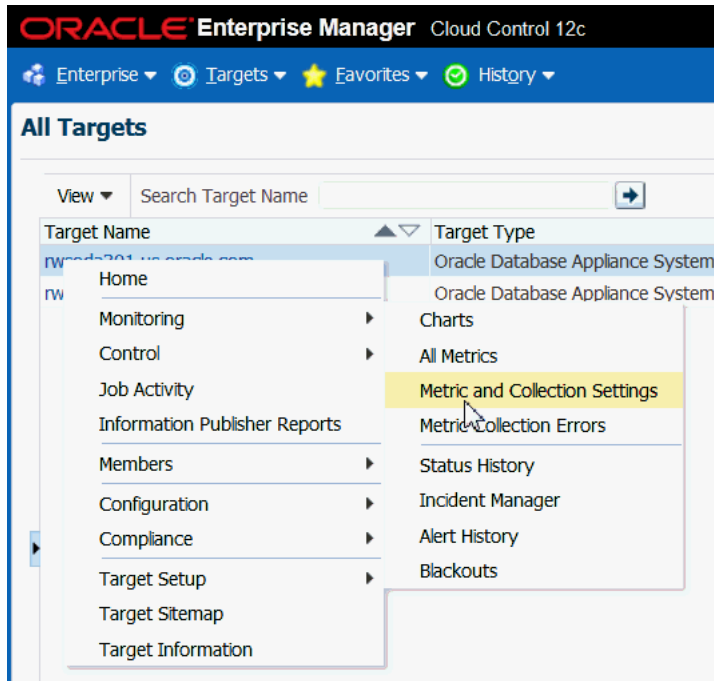 ORACLE Enterprise Manager Cloud Control 12c
Enterprise Targets Favorites History
All Targets
View Search Target Name
Target Name Target Type
Oracle Database Appliance System
rw Oracle Database Appliance System
Home
Monitoring
Control
Job Activity
Information Publisher Reports
Members
Configuration
Compliance
Target Setup
Target Sitemap
Target Information
Charts
All Metrics
Metric and Collection Settings
Metric Collection Errors
Status History
Incident Manager
Alert History
Blackouts